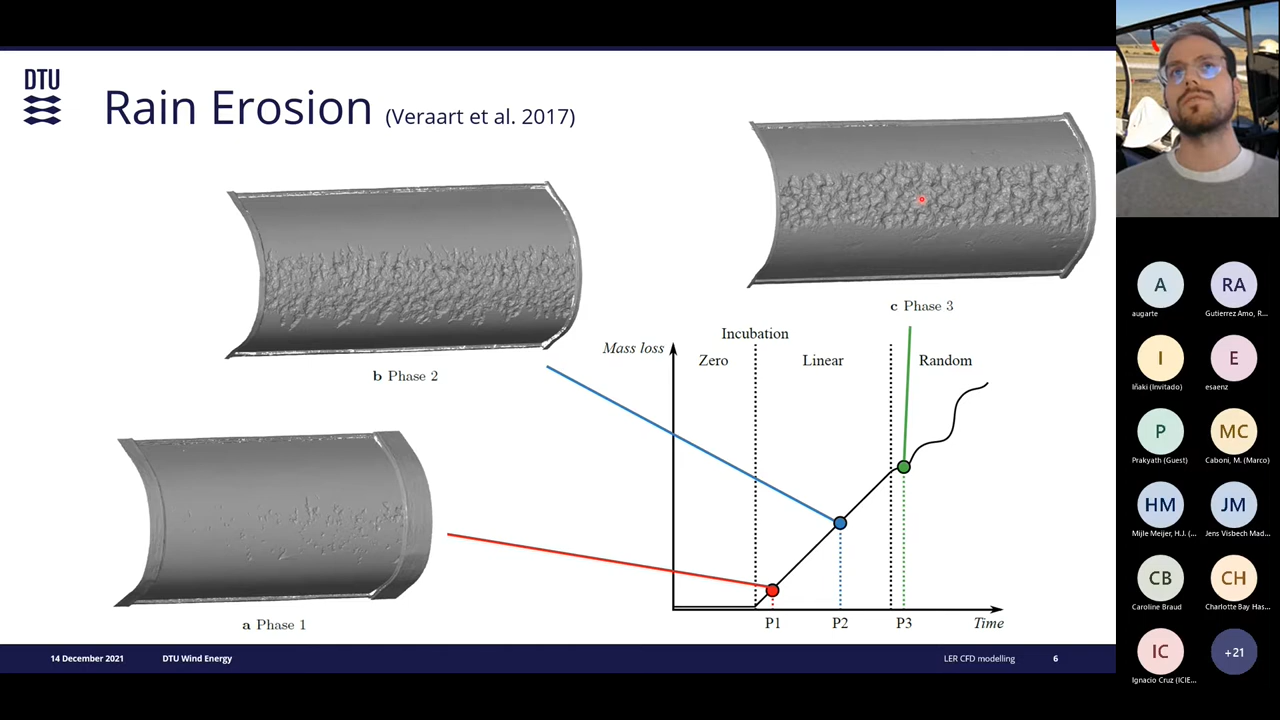 DTU
Rain Erosion (Veraart et al. 2017)
b Phase 2
a Phase 1
c Phase 3
Incubation
Mass loss
Zero
Linear
Random
P1
P2
P3
Time
14 December 2021
DTU Wind Energy
LER CFD modelling
6
A
augarte
RA
Gutierrez Amo, R...
I
Iñaki (Invitado)
E
esaenz
P
Prakyath (Guest)
MC
Caboni, M. (Marco)
HM
Mijle Meijer, H.J. (...
JM
Jens Visbech Mad...
CB
Caroline Braud
CH
Charlotte Bay Has...
IC
Ignacio Cruz (ICIE...
+21